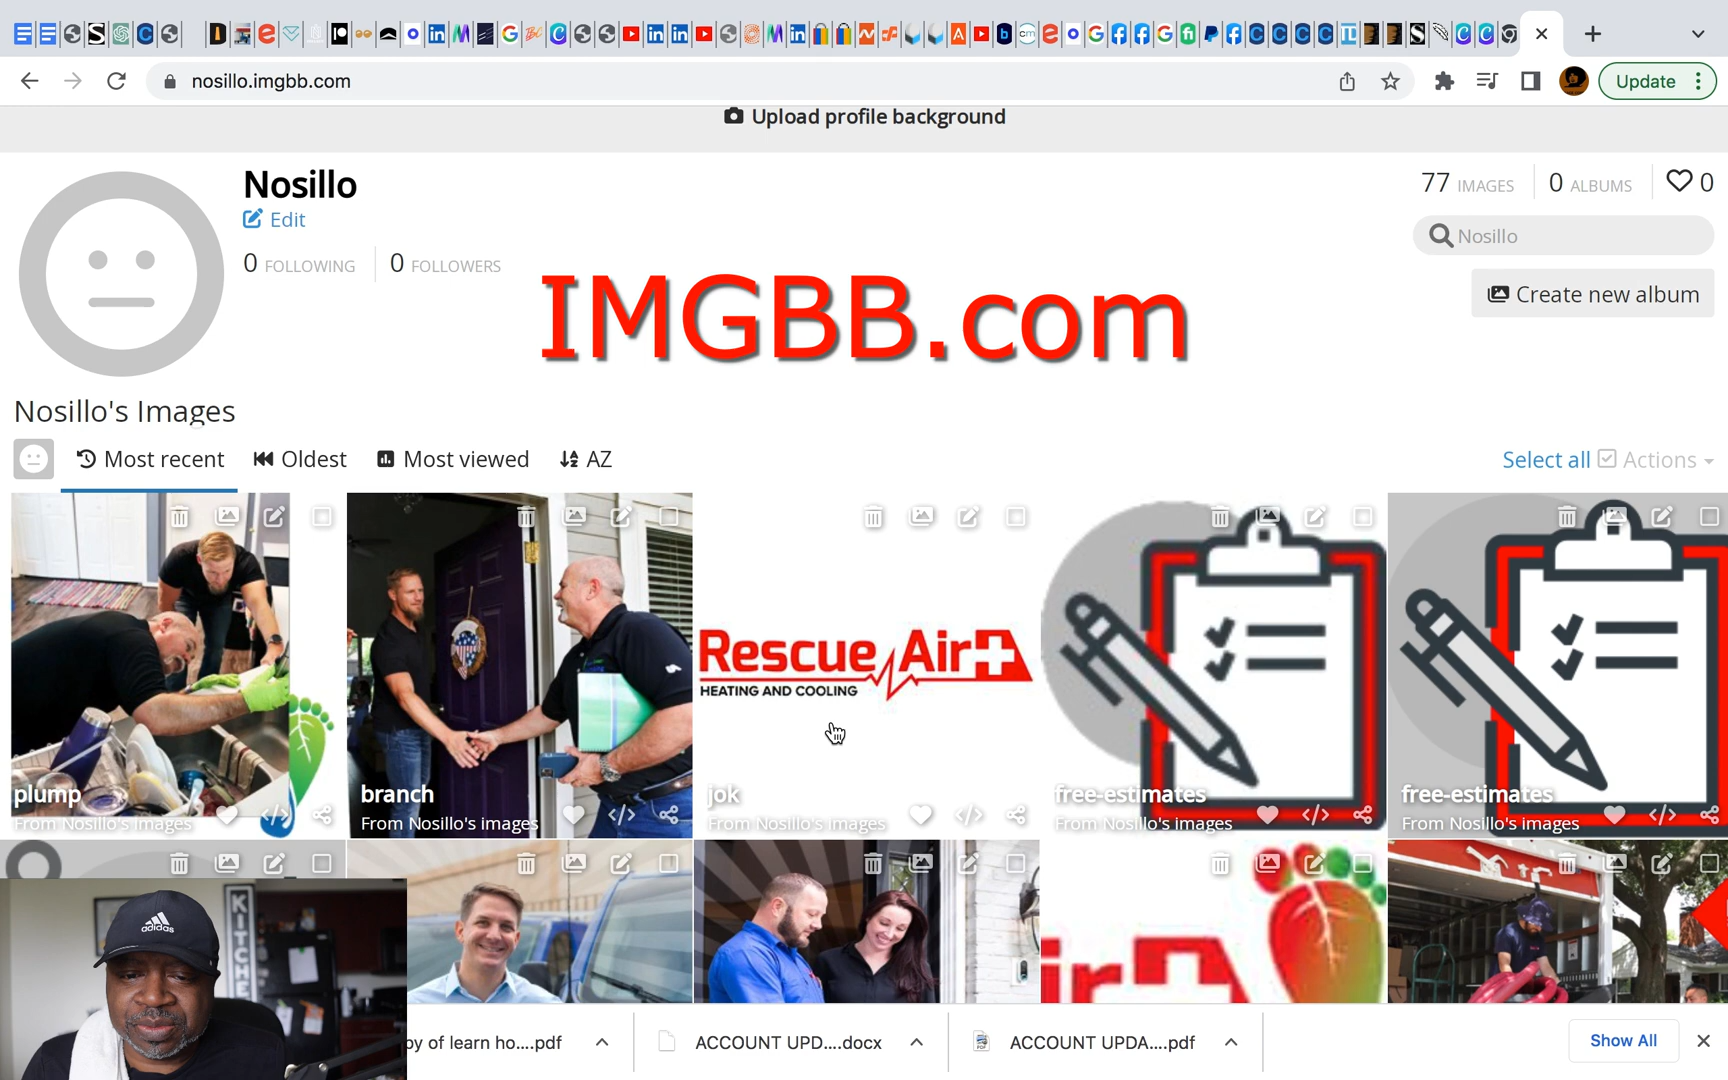 nosillo.imgbb.com
Update
Upload profile background
Nosillo
Edit
0 FOLLOWING
0 FOLLOWERS
77 IMAGES
0 ALBUMS
0
Nosillo
Create new album
IMGBB.com
Nosillo's Images
Most recent
Oldest
Most viewed
AZ
Select all
Actions
Rescue Air
HEATING AND COOLING
plump
From Nosillo's images
branch
From Nosillo's images
jok
From Nosillo's images
free-estimates
From Nosillo's images
free-estimates
From Nosillo's images
ir
KITCHE
adidas
py of learn ho....pdf
ACCOUNT UPD....docx
ACCOUNT UPDA....pdf
Show All